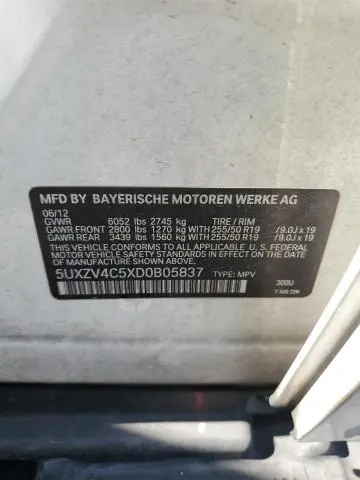 MFD BY BAYERISCHE MOTOREN WERKE AG
06/12
GVWR 6052 lbs 2745 kg TIRE / RIM
GAWR FRONT 2800 lbs 1270 kg WITH 255/50 R19 /9.0J x 19
GAWR REAR 3439 lbs 1560 kg WITH 255/50 R19 /9.0J x 19
THIS VEHICLE CONFORMS TO ALL APPLICABLE U.S. FEDERAL
MOTOR VEHICLE SAFETY STANDARDS IN EFFECT ON THE
DATE OF MANUFACTURE SHOWN ABOVE.
5UXZV4C5XD0B05837 TYPE: MPV
300U